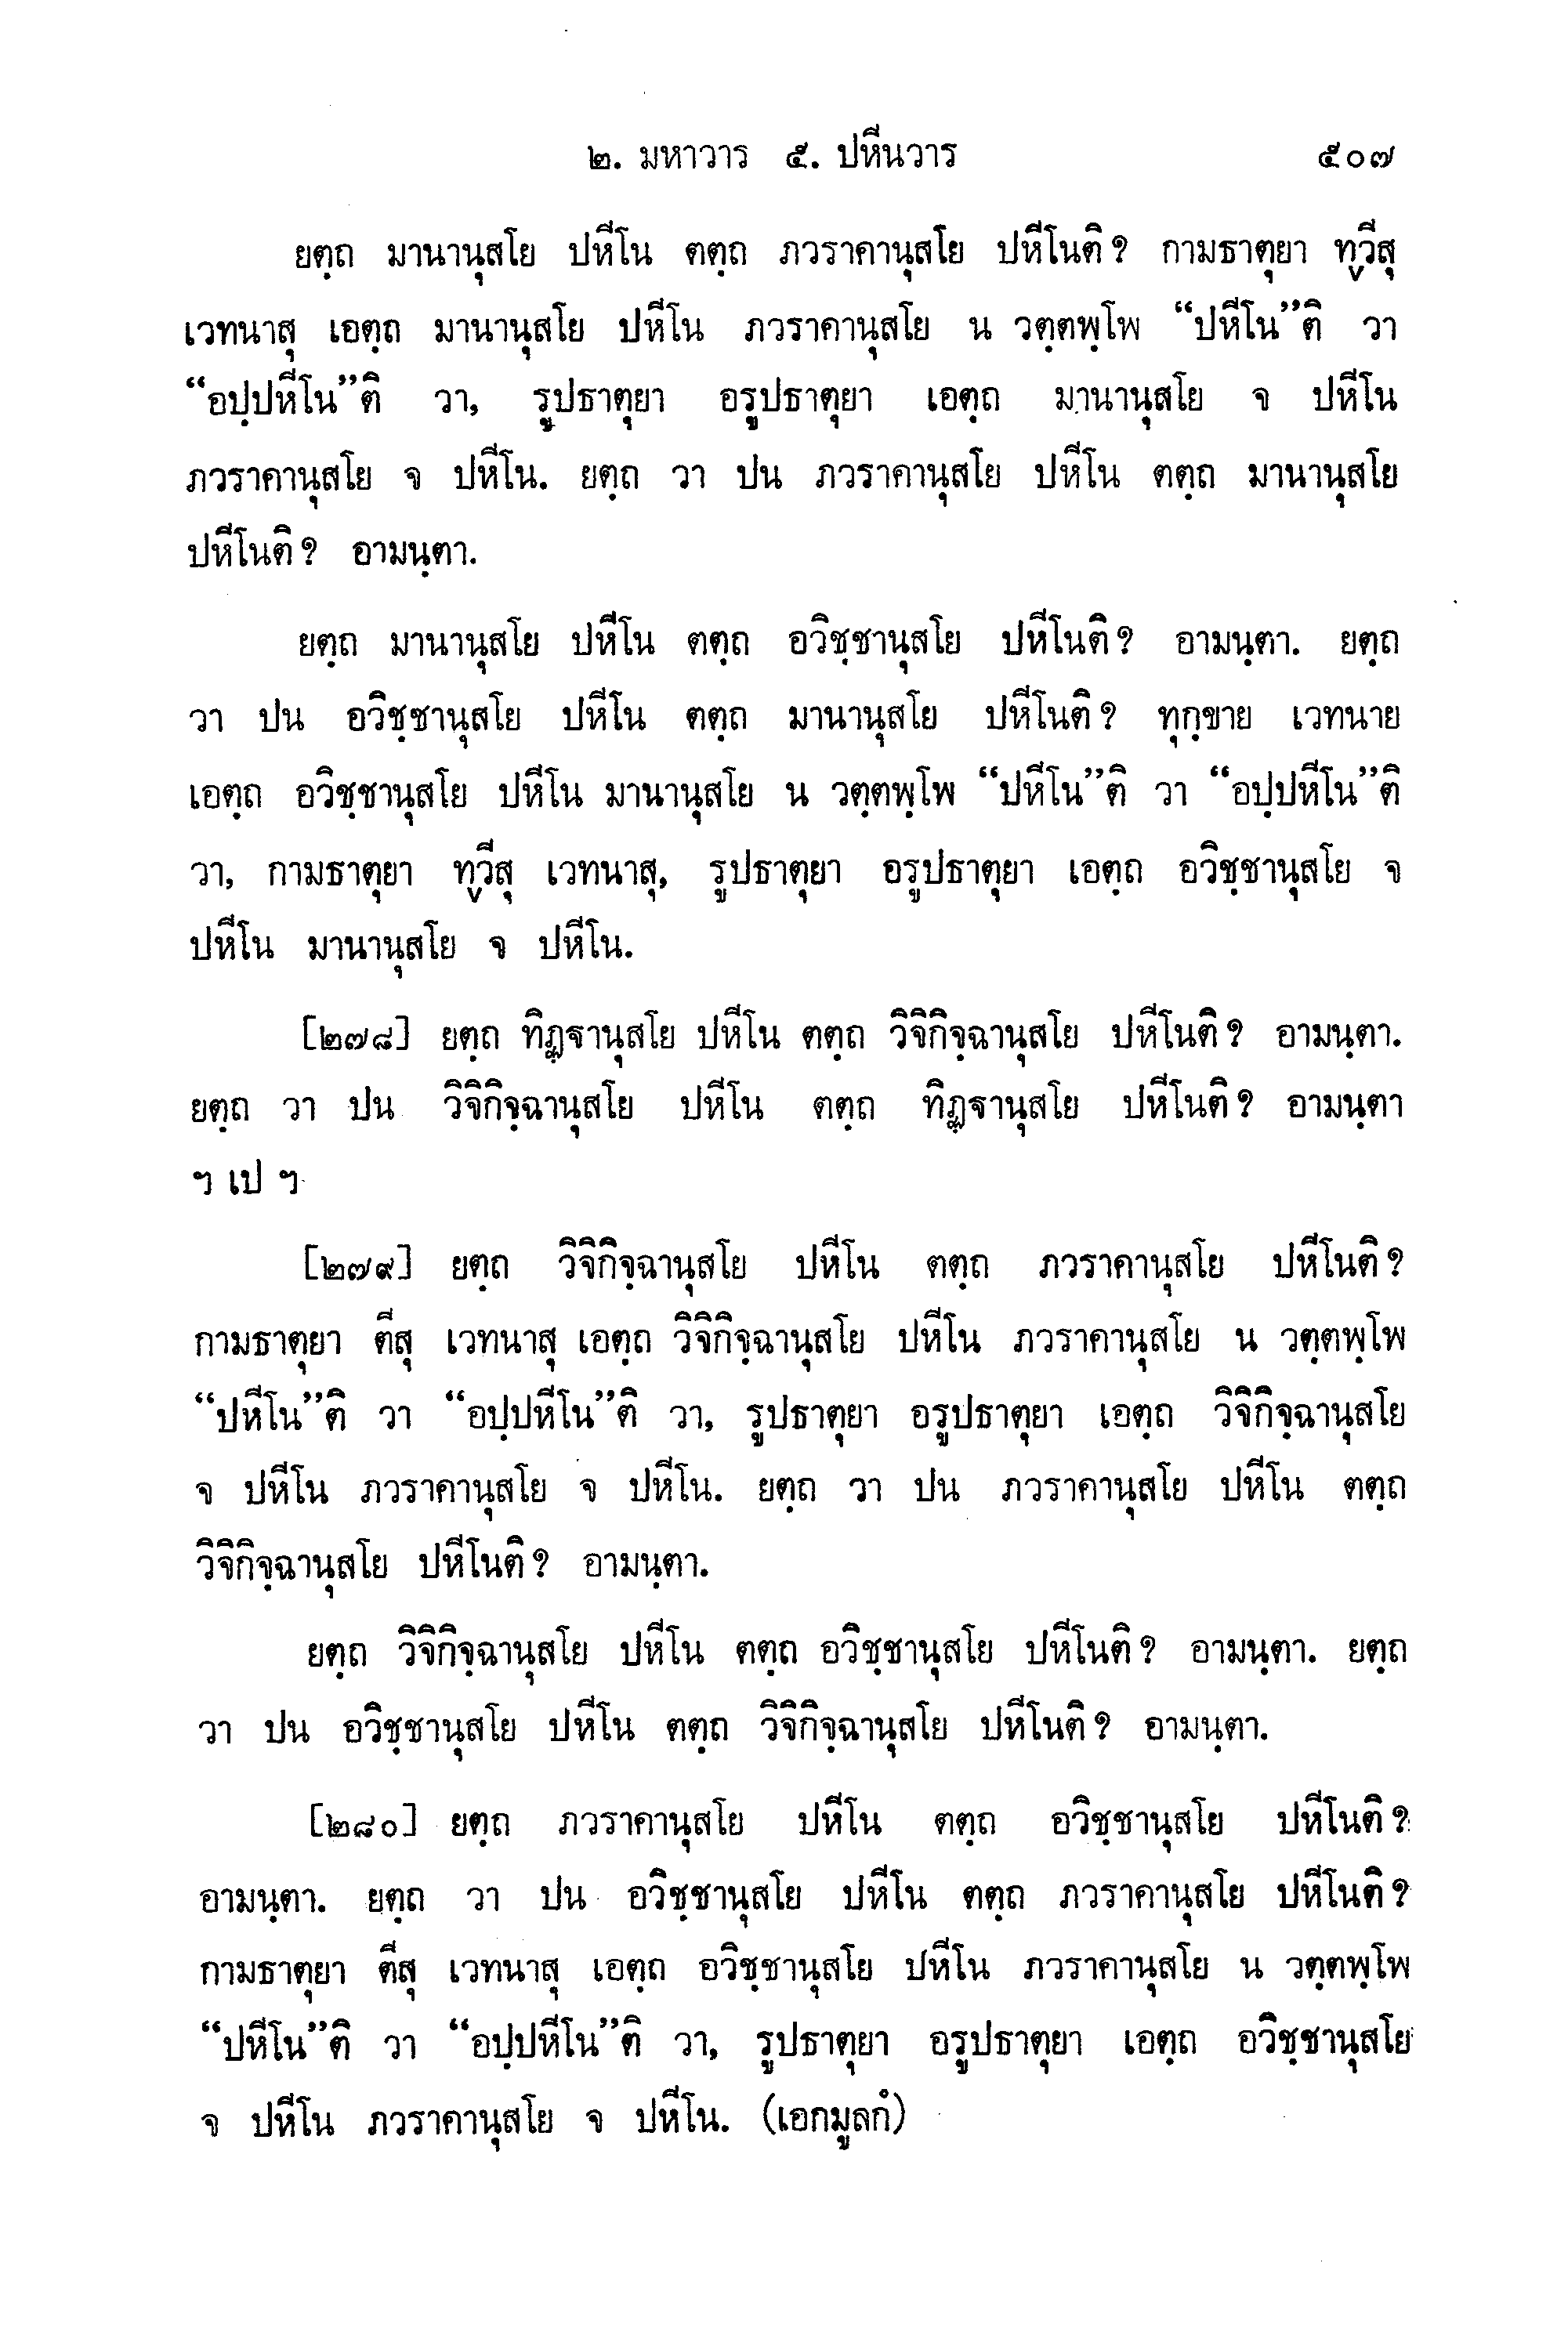 ๒. มหาวาร ๕. ปหีนวาร ๕๐๗
ยตฺถ มานานุสโย ปหีโน ตตฺถ ภวราคานุสโย ปหีโนติ? กามธาตุยา ทฺวีสุ
เวทนาสุ เอตฺถ มานานุสโย ปหีโน ภวราคานุสโย น วตฺตพฺโพ “ปหีโน”ติ วา
“อปฺปหีโน”ติ วา, รูปธาตุยา อรูปธาตุยา เอตฺถ มานานุสโย จ ปหีโน
ภวราคานุสโย จ ปหีโน. ยตฺถ วา ปน ภวราคานุสโย ปหีโน ตตฺถ มานานุสโย
ปหีโนติ? อามนฺตา.
ยตฺถ มานานุสโย ปหีโน ตตฺถ อวิชฺชานุสโย ปหีโนติ? อามนฺตา. ยตฺถ
วา ปน อวิชฺชานุสโย ปหีโน ตตฺถ มานานุสโย ปหีโนติ? ทุกฺขาย เวทนาย
เอตฺถ อวิชฺชานุสโย ปหีโน มานานุสโย น วตฺตพฺโพ “ปหีโน”ติ วา “อปฺปหีโน”ติ
วา, กามธาตุยา ทฺวีสุ เวทนาสุ, รูปธาตุยา อรูปธาตุยา เอตฺถ อวิชฺชานุสโย จ
ปหีโน มานานุสโย จ ปหีโน.
[๒๗๘] ยตฺถ ทิฏฺฐานุสโย ปหีโน ตตฺถ วิจิกิจฺฉานุสโย ปหีโนติ? อามนฺตา.
ยตฺถ วา ปน วิจิกิจฺฉานุสโย ปหีโน ตตฺถ ทิฏฺฐานุสโย ปหีโนติ? อามนฺตา
ฯ เป ฯ
[๒๗๙] ยตฺถ วิจิกิจฺฉานุสโย ปหีโน ตตฺถ ภวราคานุสโย ปหีโนติ?
กามธาตุยา ตีสุ เวทนาสุ เอตฺถ วิจิกิจฺฉานุสโย ปหีโน ภวราคานุสโย น วตฺตพฺโพ
“ปหีโน”ติ วา “อปฺปหีโน”ติ วา, รูปธาตุยา อรูปธาตุยา เอตฺถ วิจิกิจฺฉานุสโย
จ ปหีโน ภวราคานุสโย จ ปหีโน. ยตฺถ วา ปน ภวราคานุสโย ปหีโน ตตฺถ
วิจิกิจฺฉานุสโย ปหีโนติ? อามนฺตา.
ยตฺถ วิจิกิจฺฉานุสโย ปหีโน ตตฺถ อวิชฺชานุสโย ปหีโนติ? อามนฺตา. ยตฺถ
วา ปน อวิชฺชานุสโย ปหีโน ตตฺถ วิจิกิจฺฉานุสโย ปหีโนติ? อามนฺตา.
[๒๘๐] ยตฺถ ภวราคานุสโย ปหีโน ตตฺถ อวิชฺชานุสโย ปหีโนติ?
อามนฺตา. ยตฺถ วา ปน อวิชฺชานุสโย ปหีโน ตตฺถ ภวราคานุสโย ปหีโนติ?
กามธาตุยา ตีสุ เวทนาสุ เอตฺถ อวิชฺชานุสโย ปหีโน ภวราคานุสโย น วตฺตพฺโพ
“ปหีโน”ติ วา “อปฺปหีโน”ติ วา, รูปธาตุยา อรูปธาตุยา เอตฺถ อวิชฺชานุสโย
จ ปหีโน ภวราคานุสโย จ ปหีโน. (เอกมูลกํ)